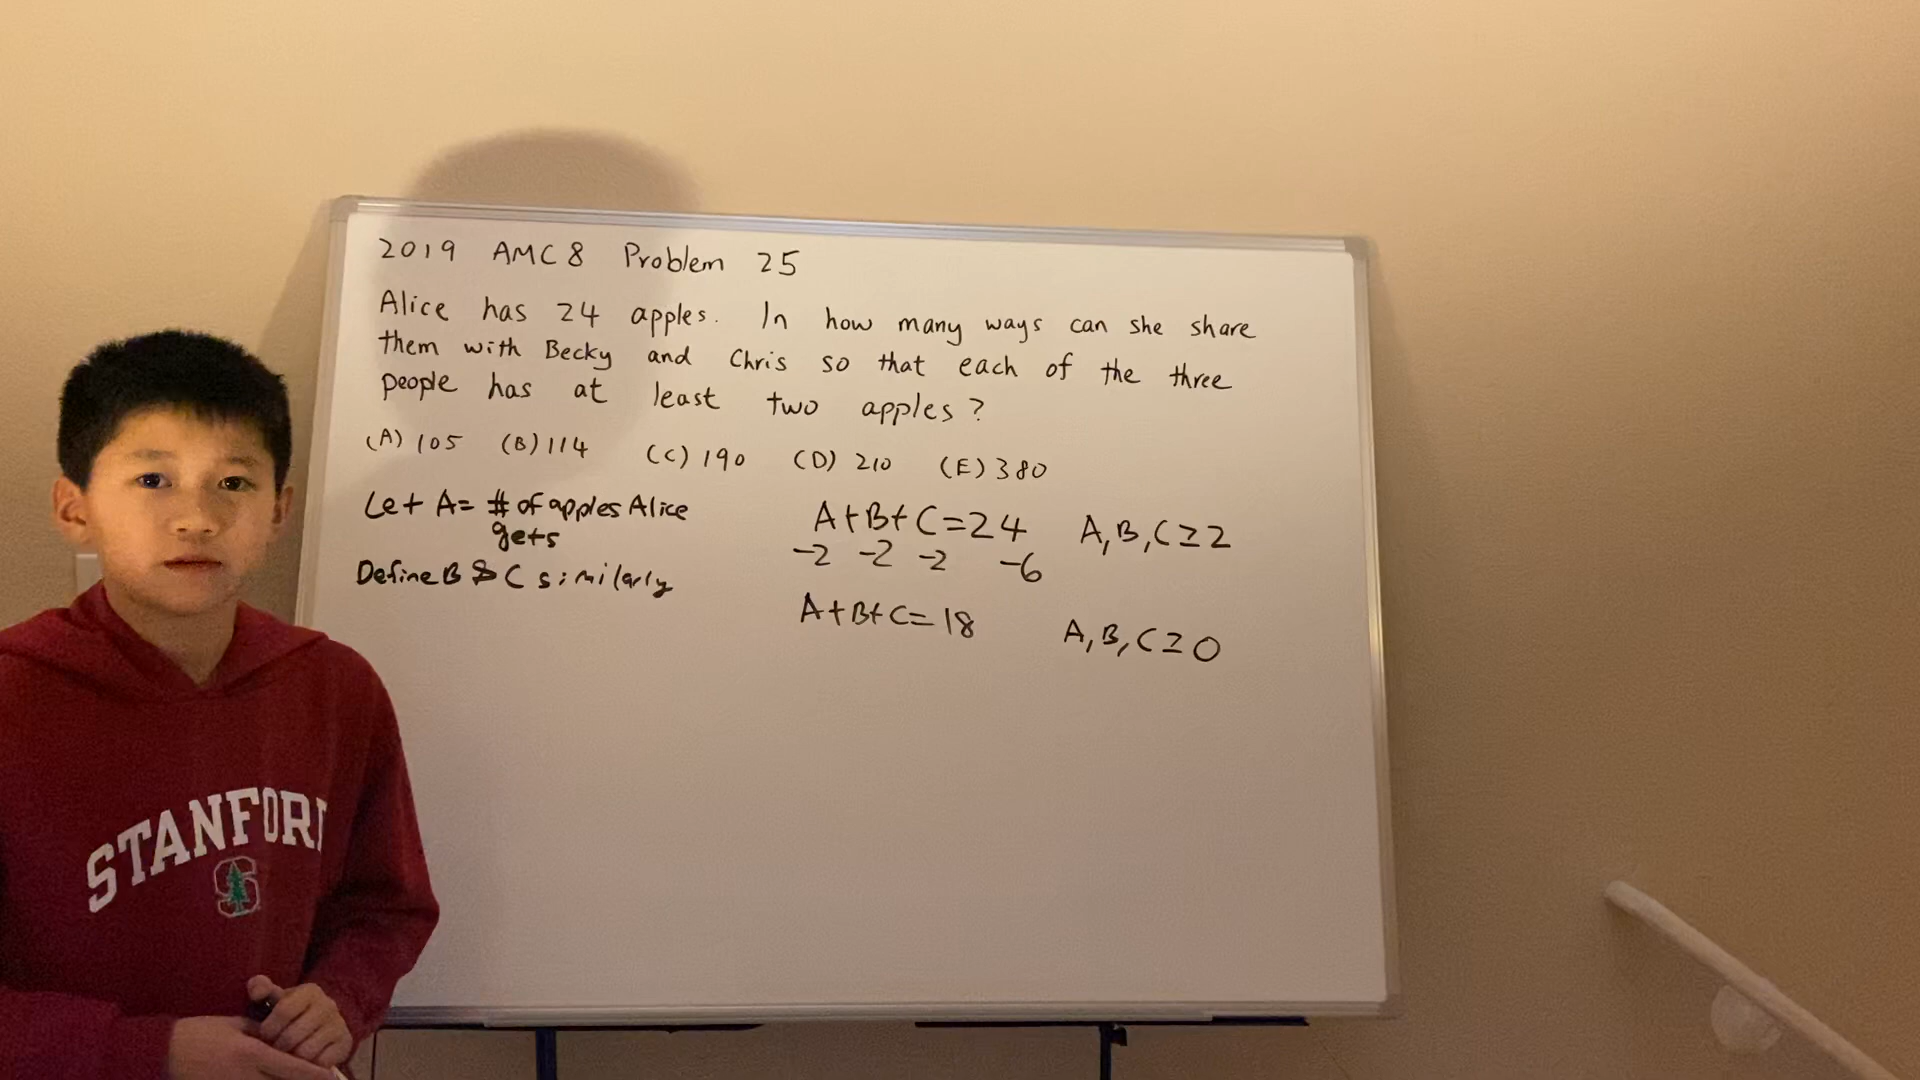 2019 AMC 8 Problem 25
Alice has 24 apples. In how many ways can she share
them with Becky and Chris so that each of the three
people has at least two apples?
(A) 105 (B) 114 (C) 190 (D) 210 (E) 380
Let A= # of apples Alice
gets
Define B & C similarly
A+B+C=24 A, B, C ≥ 2
-2 -2 -2 -6
A+B+C=18 A, B, C ≥ 0
STANFORD
S